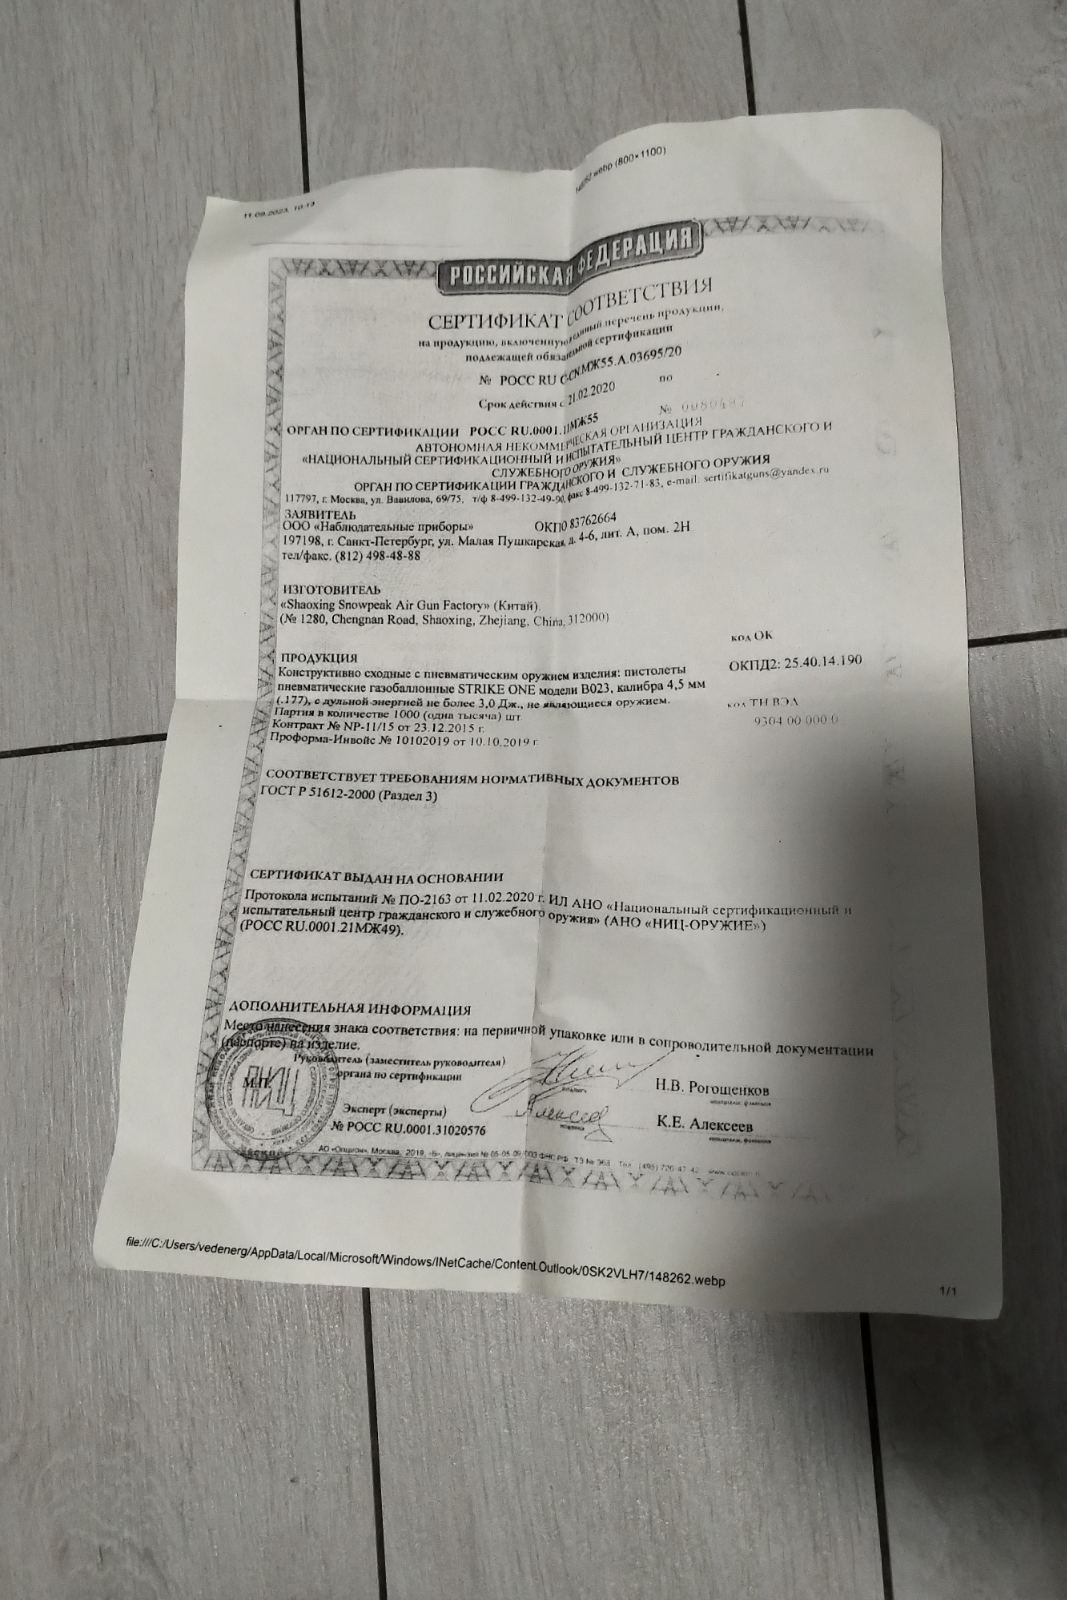 11.09.2023, 10:13
148262.webp (800×1100)
РОССИЙСКАЯ ФЕДЕРАЦИЯ
СЕРТИФИКАТ СООТВЕТСТВИЯ
на продукцию, включенную в единый перечень продукции,
подлежащей обязательной сертификации
№ РОСС RU С-CN.МЖ55.А.03695/20
Срок действия с 21.02.2020 по
№ 0080487
ОРГАН ПО СЕРТИФИКАЦИИ РОСС RU.0001.11МЖ55
АВТОНОМНАЯ НЕКОММЕРЧЕСКАЯ ОРГАНИЗАЦИЯ
«НАЦИОНАЛЬНЫЙ СЕРТИФИКАЦИОННЫЙ И ИСПЫТАТЕЛЬНЫЙ ЦЕНТР ГРАЖДАНСКОГО И
СЛУЖЕБНОГО ОРУЖИЯ»
ОРГАН ПО СЕРТИФИКАЦИИ ГРАЖДАНСКОГО И СЛУЖЕБНОГО ОРУЖИЯ
117797, г. Москва, ул. Вавилова, 69/75, т/ф 8-499-132-49-90, факс 8-499-132-71-83, e-mail. sertifikatguns@yandex.ru
ЗАЯВИТЕЛЬ
ООО «Наблюдательные приборы» ОКПО 83762664
197198, г. Санкт-Петербург, ул. Малая Пушкарская, д. 4-6, лит. А, пом. 2Н
тел/факс. (812) 498-48-88
ИЗГОТОВИТЕЛЬ
«Shaoxing Snowpeak Air Gun Factory» (Китай).
(№ 1280, Chengnan Road, Shaoxing, Zhejiang, China, 312000)
код ОК
ПРОДУКЦИЯ
ОКПД2: 25.40.14.190
Конструктивно сходные с пневматическим оружием изделия: пистолеты
пневматические газобаллонные STRIKE ONE модели B023, калибра 4,5 мм
(.177), с дульной энергией не более 3,0 Дж., не являющиеся оружием.
код ТН ВЭД
Партия в количестве 1000 (одна тысяча) шт
9304 00 000 0
Контракт № NP-11/15 от 23.12.2015 г.
Проформа-Инвойс № 10102019 от 10.10.2019 г.
СООТВЕТСТВУЕТ ТРЕБОВАНИЯМ НОРМАТИВНЫХ ДОКУМЕНТОВ
ГОСТ Р 51612-2000 (Раздел 3)
СЕРТИФИКАТ ВЫДАН НА ОСНОВАНИИ
Протокола испытаний № ПО-2163 от 11.02.2020 г. ИЛ АНО «Национальный сертификационный и
испытательный центр гражданского и служебного оружия» (АНО «НИЦ-ОРУЖИЕ»)
(РОСС RU.0001.21МЖ49).
ДОПОЛНИТЕЛЬНАЯ ИНФОРМАЦИЯ
Место нанесения знака соответствия: на первичной упаковке или в сопроводительной документации
(паспорте) на изделие.
Руководитель (заместитель руководителя)
органа по сертификации
Н.В. Рогощенков
М.П.
Эксперт (эксперты)
Алексеев
К.Е. Алексеев
№ РОСС RU.0001.31020576
file:///C:/Users/vedenerg/AppData/Local/Microsoft/Windows/INetCache/Content.Outlook/0SK2VLH7/148262.webp
1/1